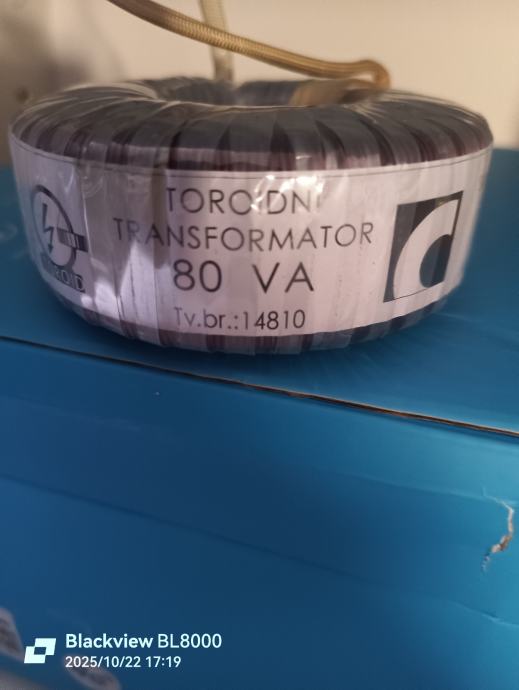 TOROIDNI
TRANSFORMATOR
80 VA
Tv.br.:14810
Blackview BL8000
2025/10/22 17:19